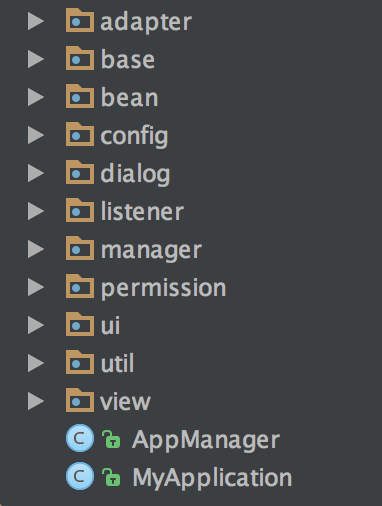 adapter
base
bean
config
dialog
listener
manager
permission
ui
util
view
C AppManager
C MyApplication